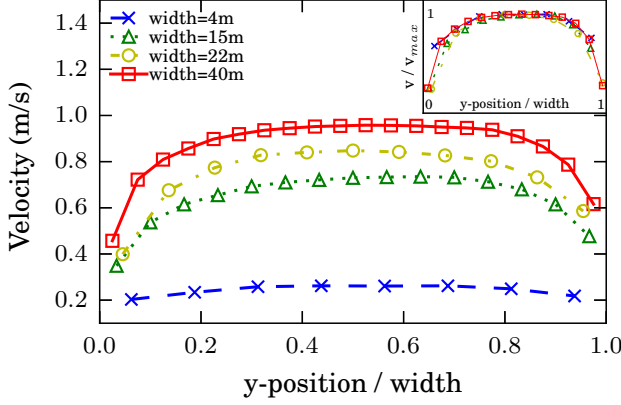 1.4
1.2
1.0
0.8
0.6
0.4
0.2
Velocity (m/s)
0.0
0.2
0.4
0.6
0.8
1.0
y-position / width
width=4m
width=15m
width=22m
width=40m
1
v / v_max
0
1
y-position / width